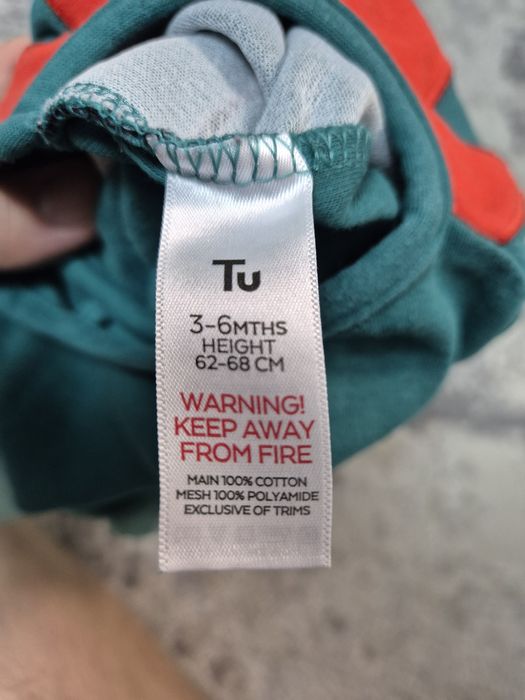 Tu
3-6MTHS
HEIGHT
62-68 CM
WARNING!
KEEP AWAY
FROM FIRE
MAIN 100% COTTON
MESH 100% POLYAMIDE
EXCLUSIVE OF TRIMS